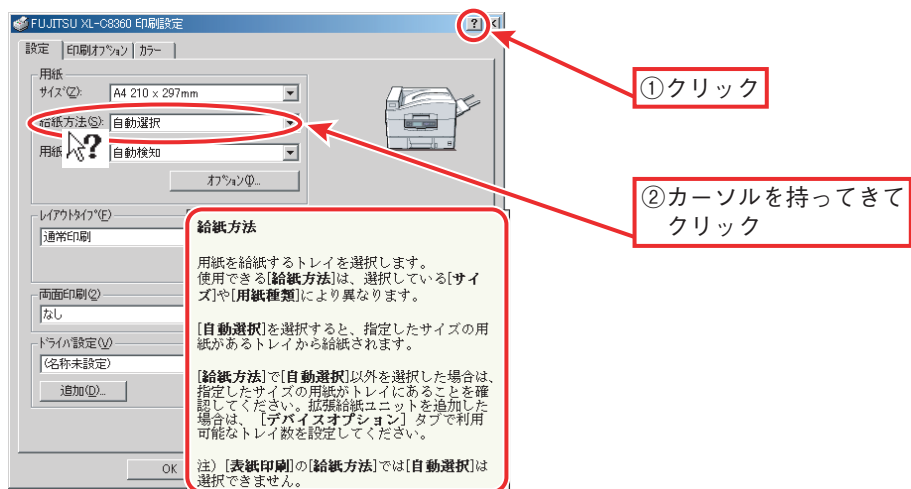 FUJITSU XL-C8360 印刷設定
?
設定 印刷ｵﾌﾟｼｮﾝ カラー
用紙
ｻｲｽﾞ(Z): A4 210 x 297mm
給紙方法(S): 自動選択
用紙 自動検知
?
ｵﾌﾟｼｮﾝ(I)...
ﾚｲｱｳﾄﾀｲﾌﾟ(F)
通常印刷
両面印刷(2)
なし
ﾄﾞﾗｲﾊﾞ設定(V)
(名称未設定)
追加(D)...
OK
給紙方法
用紙を給紙するトレイを選択します。
使用できる[給紙方法]は、選択している[サイ
ズ]や[用紙種類]により異なります。
[自動選択]を選択すると、指定したサイズの用
紙があるトレイから給紙されます。
[給紙方法]で[自動選択]以外を選択した場合は、
指定したサイズの用紙がトレイにあることを確
認してください。拡張給紙ユニットを追加した
場合は、［デバイスオプション］タブで利用
可能なトレイ数を設定してください。
注）[表紙印刷]の[給紙方法]では[自動選択]は
選択できません。
①クリック
②カーソルを持ってきて
クリック